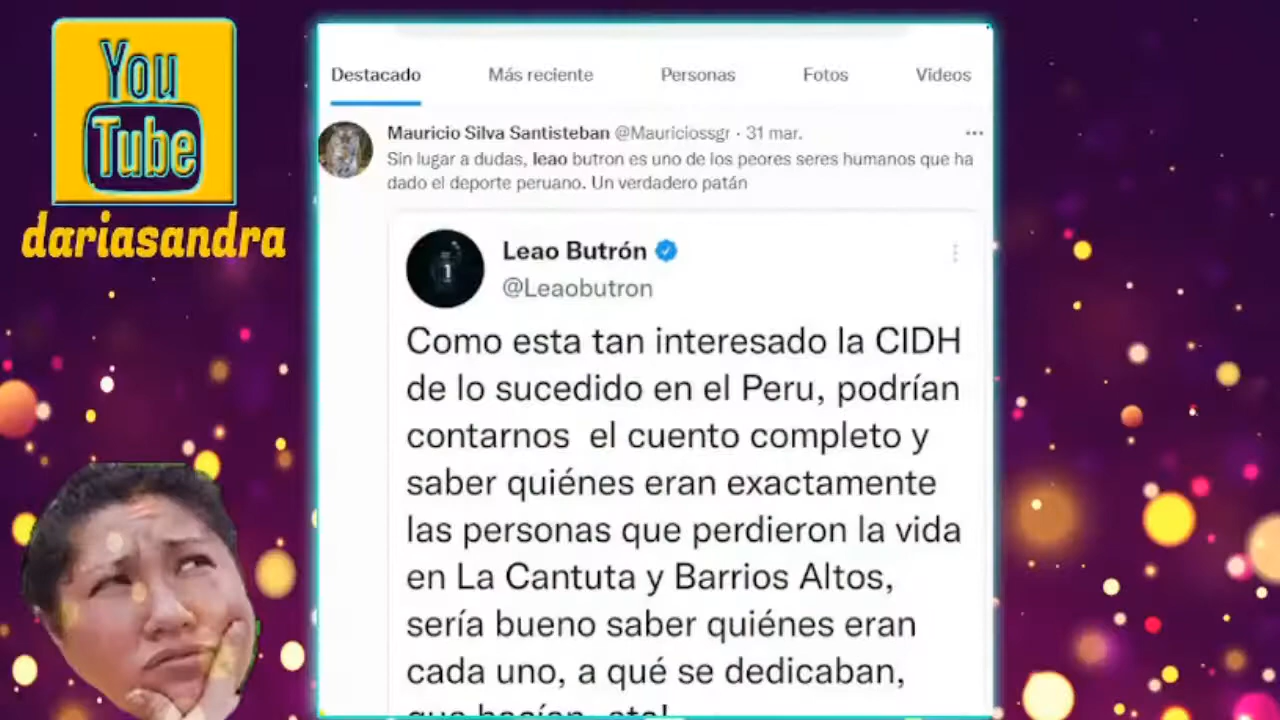 You
Tube
dariasandra
Destacado Más reciente Personas Fotos Videos
Mauricio Silva Santisteban @Mauriciossgr · 31 mar.
Sin lugar a dudas, leao butron es uno de los peores seres humanos que ha
dado el deporte peruano. Un verdadero patán
1
Leao Butrón
@Leaobutron
Como esta tan interesado la CIDH
de lo sucedido en el Peru, podrían
contarnos el cuento completo y
saber quiénes eran exactamente
las personas que perdieron la vida
en La Cantuta y Barrios Altos,
sería bueno saber quiénes eran
cada uno, a qué se dedicaban,